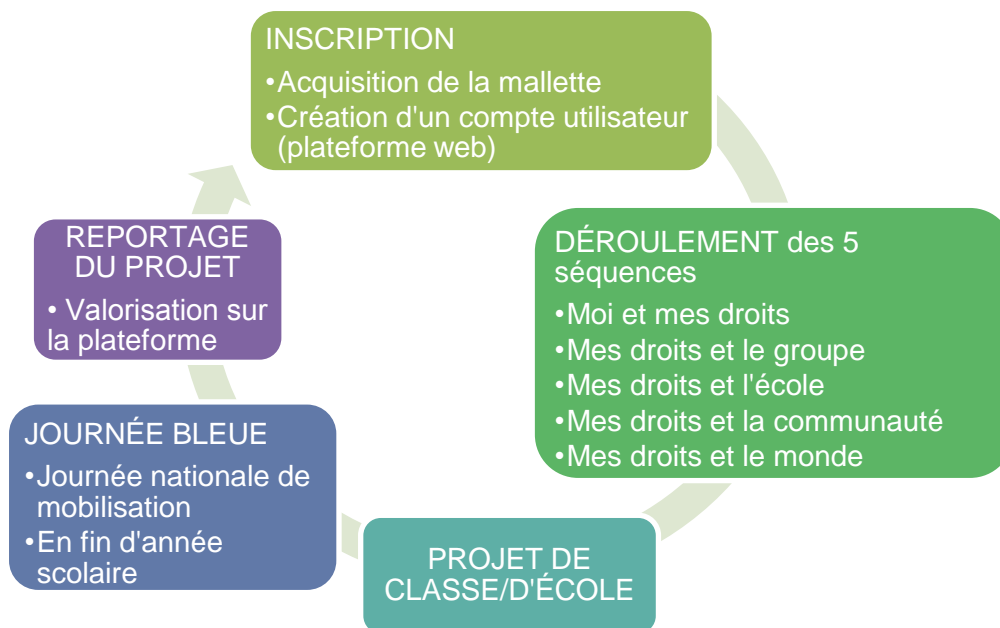 INSCRIPTION
•Acquisition de la mallette
•Création d'un compte utilisateur
(plateforme web)
DÉROULEMENT des 5
séquences
•Moi et mes droits
•Mes droits et le groupe
•Mes droits et l'école
•Mes droits et la communauté
•Mes droits et le monde
PROJET DE
CLASSE/D'ÉCOLE
JOURNÉE BLEUE
•Journée nationale de
mobilisation
•En fin d'année
scolaire
REPORTAGE
DU PROJET
• Valorisation sur
la plateforme